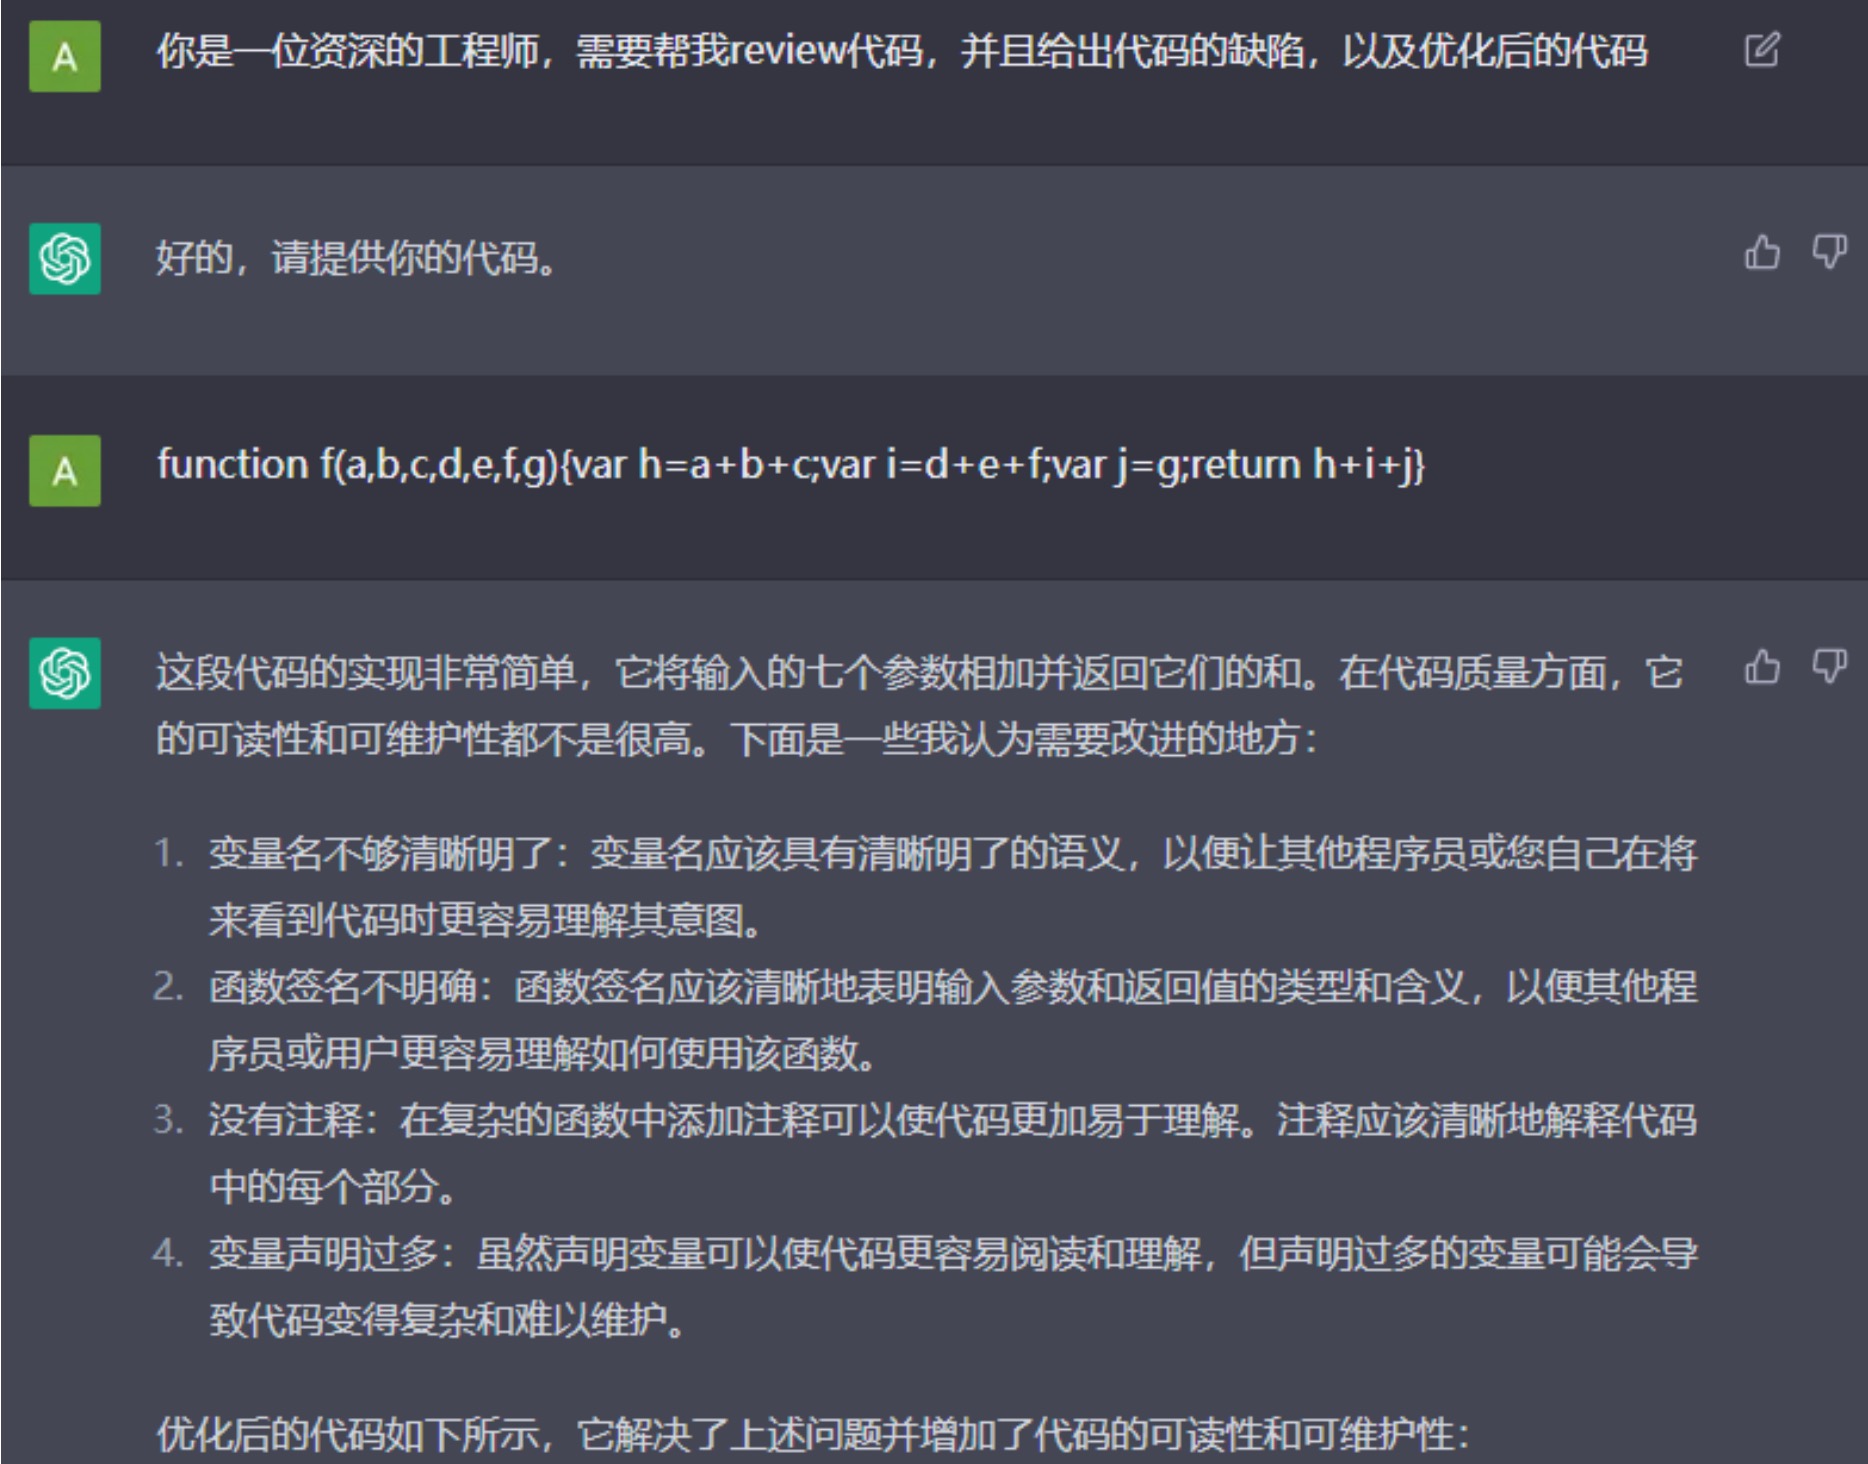 A
你是一位资深的工程师，需要帮我review代码，并且给出代码的缺陷，以及优化后的代码
好的，请提供你的代码。
A
function f(a,b,c,d,e,f,g){var h=a+b+c;var i=d+e+f;var j=g;return h+i+j}
这段代码的实现非常简单，它将输入的七个参数相加并返回它们的和。在代码质量方面，它
的可读性和可维护性都不是很高。下面是一些我认为需要改进的地方：
1. 变量名不够清晰明了：变量名应该具有清晰明了的语义，以便让其他程序员或您自己在将
来看到代码时更容易理解其意图。
2. 函数签名不明确：函数签名应该清晰地表明输入参数和返回值的类型和含义，以便其他程
序员或用户更容易理解如何使用该函数。
3. 没有注释：在复杂的函数中添加注释可以使代码更加易于理解。注释应该清晰地解释代码
中的每个部分。
4. 变量声明过多：虽然声明变量可以使代码更容易阅读和理解，但声明过多的变量可能会导
致代码变得复杂和难以维护。
优化后的代码如下所示，它解决了上述问题并增加了代码的可读性和可维护性：